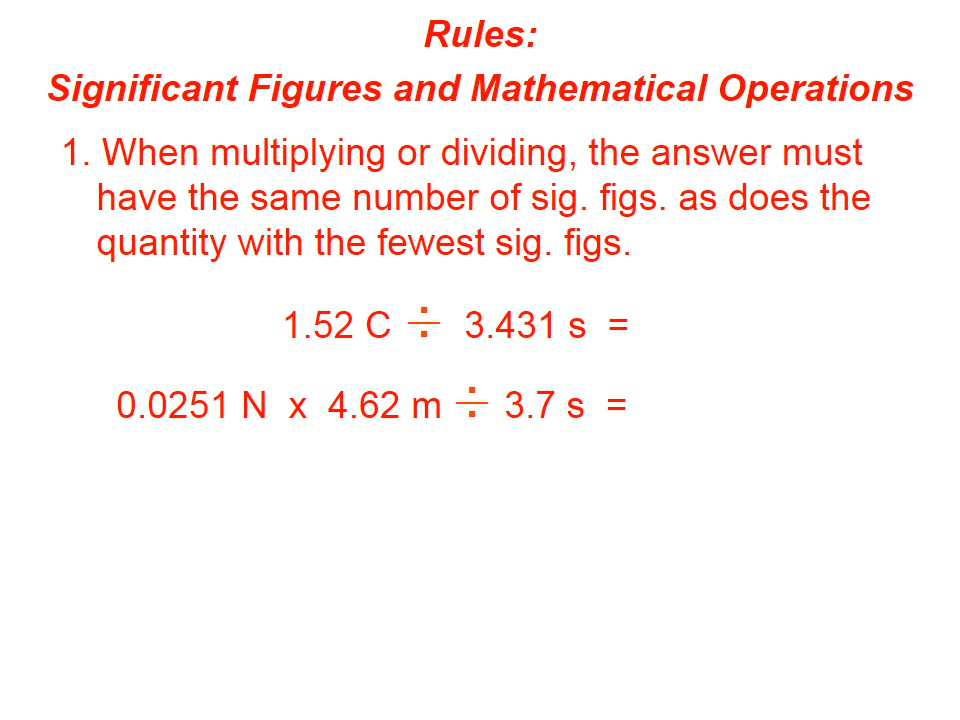 Rules:
Significant Figures and Mathematical Operations
1. When multiplying or dividing, the answer must
have the same number of sig. figs. as does the
quantity with the fewest sig. figs.
1.52 C ÷ 3.431 s =
0.0251 N x 4.62 m ÷ 3.7 s =